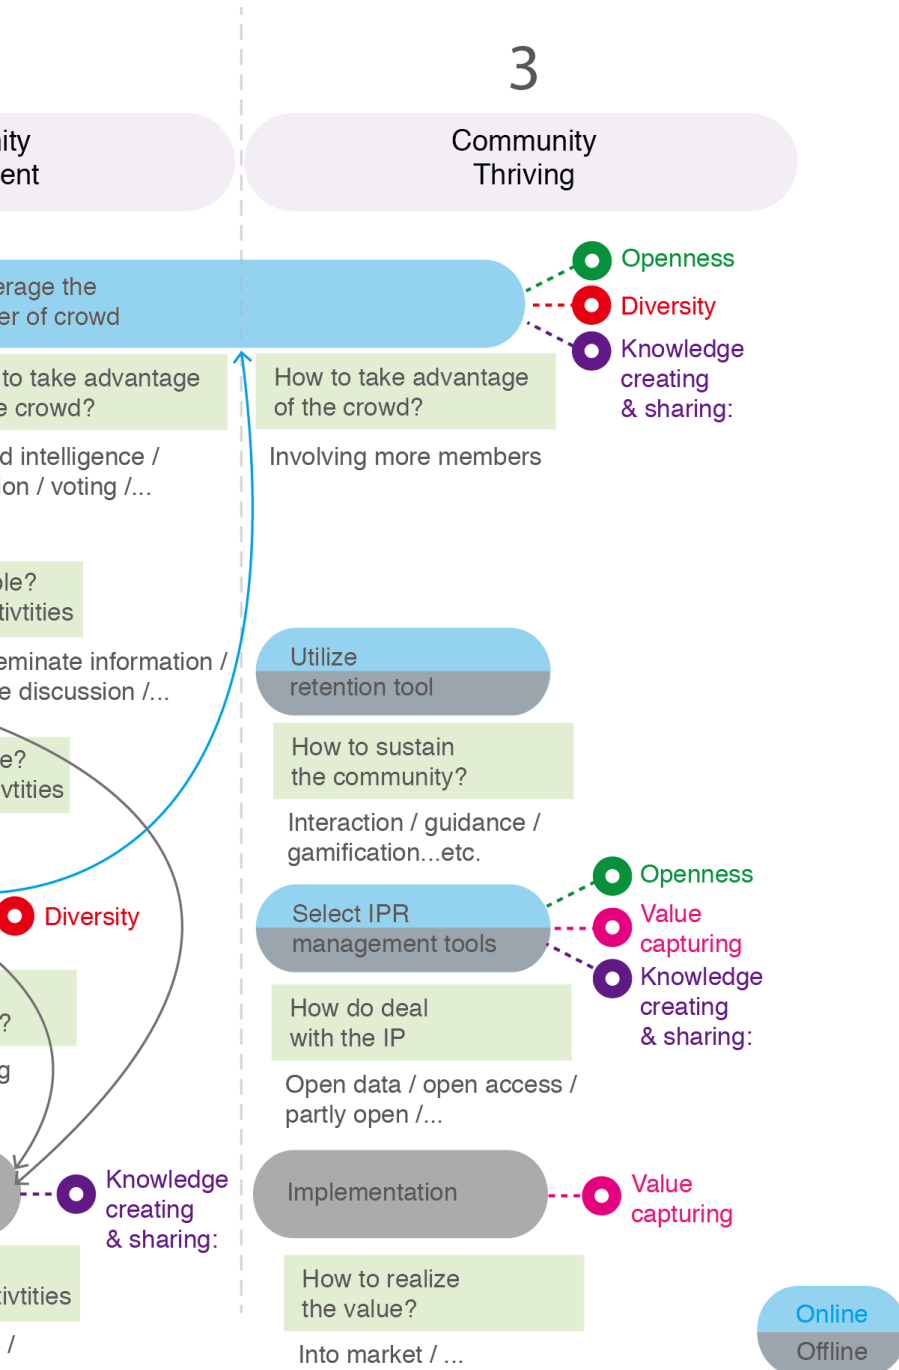 3
ity
ent
Community
Thriving
erage the
er of crowd
Openness
Diversity
Knowledge
creating
& sharing:
to take advantage
e crowd?
How to take advantage
of the crowd?
d intelligence /
ion / voting /...
Involving more members
ole?
tivtities
eminate information /
e discussion /...
e?
vtities
Utilize
retention tool
How to sustain
the community?
Interaction / guidance /
gamification...etc.
Diversity
Select IPR
management tools
Openness
Value
capturing
Knowledge
creating
& sharing:
?
g
How do deal
with the IP
Open data / open access /
partly open /...
Knowledge
creating
& sharing:
Implementation
Value
capturing
tivtities
/
How to realize
the value?
Into market / ...
Online
Offline